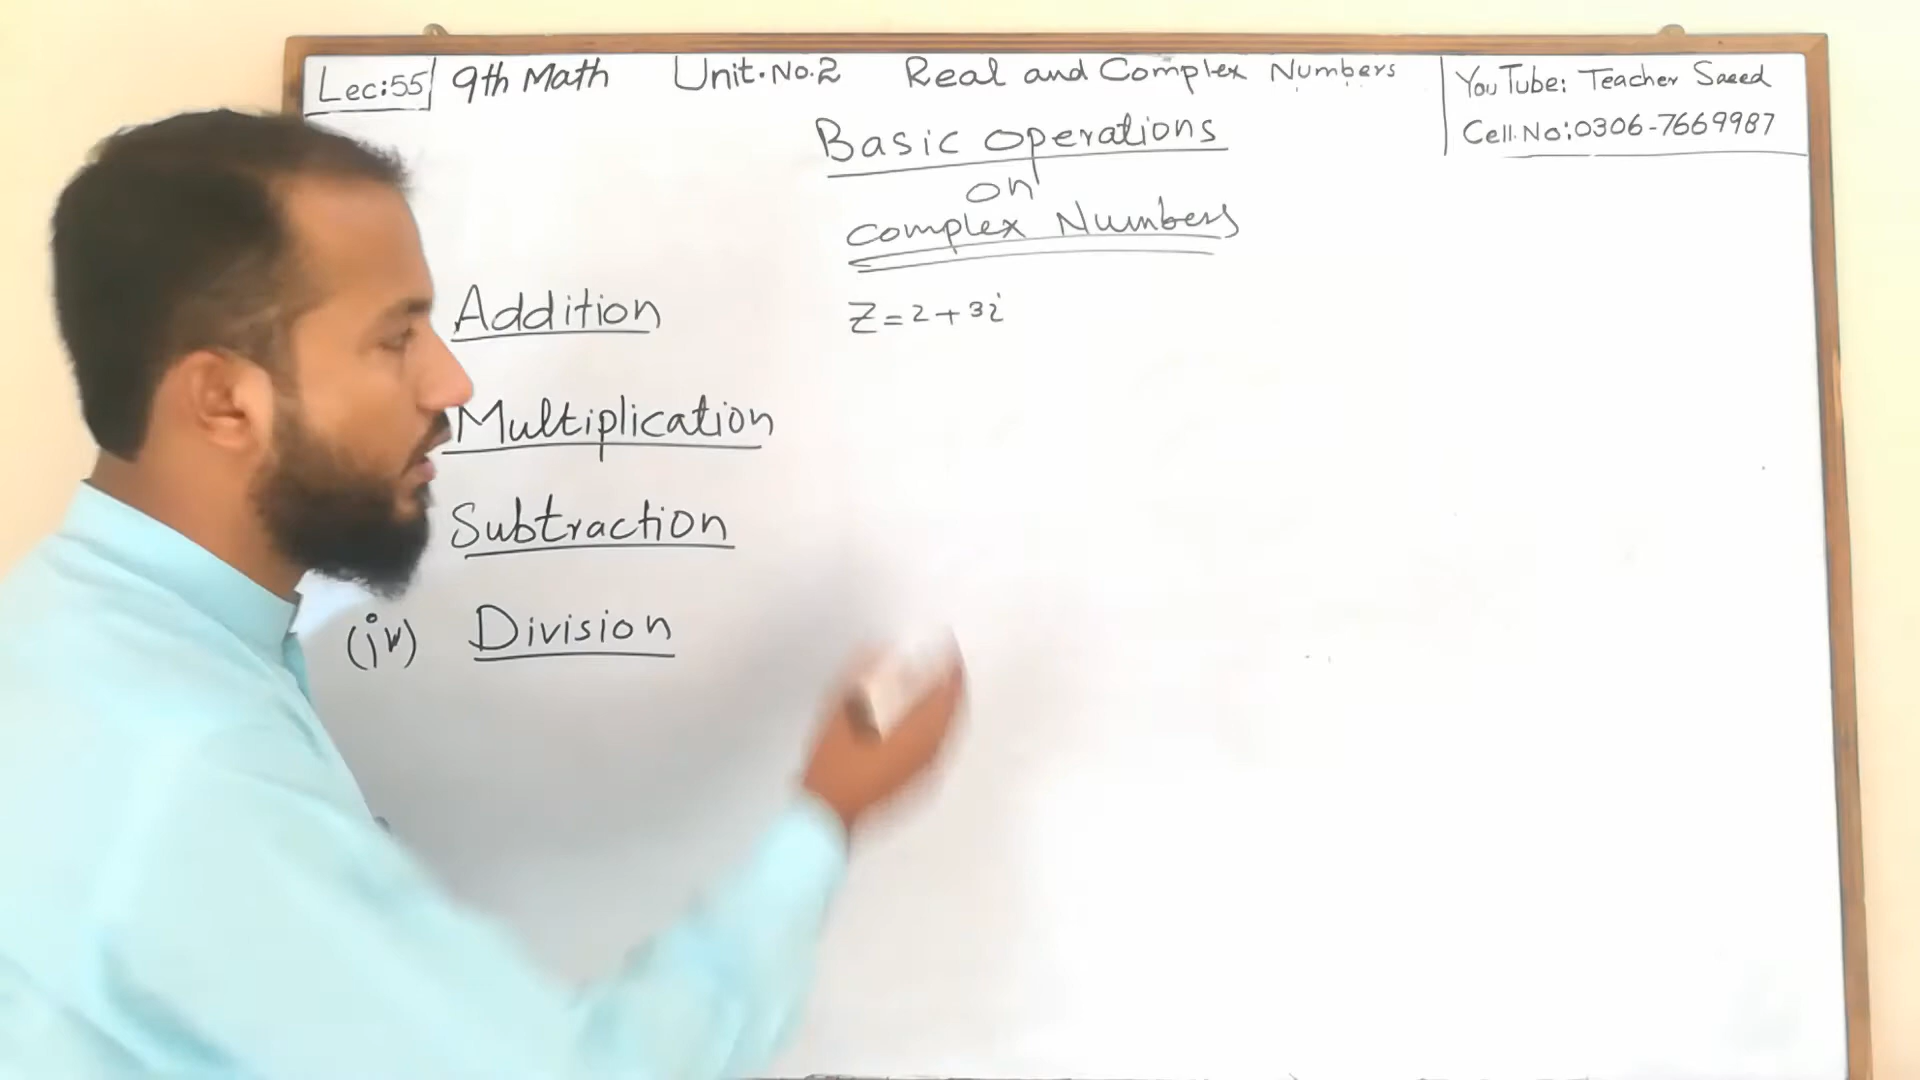 Lec:55 9th Math Unit.No.2 Real and Complex Numbers
YouTube: Teacher Saeed
Cell.No:0306-7669987
Basic Operations
on
Complex Numbers
Addition
Z=2+3i
Multiplication
Subtraction
(iv) Division